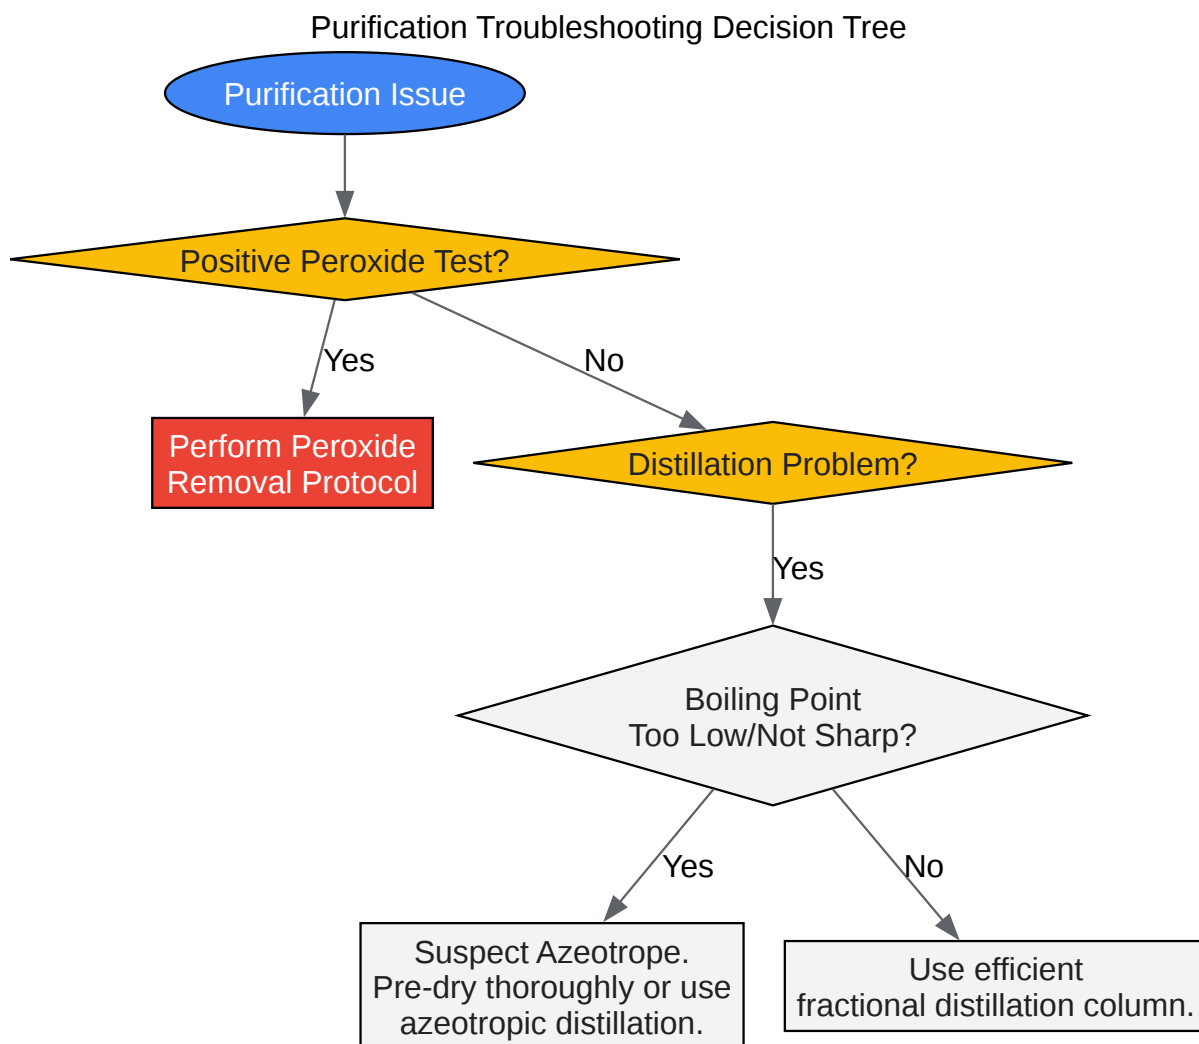 Purification Troubleshooting Decision Tree
Purification Issue
Positive Peroxide Test?
Yes
No
Perform Peroxide
Removal Protocol
Distillation Problem?
Yes
Boiling Point
Too Low/Not Sharp?
Yes
No
Suspect Azeotrope.
Pre-dry thoroughly or use
azeotropic distillation.
Use efficient
fractional distillation column.